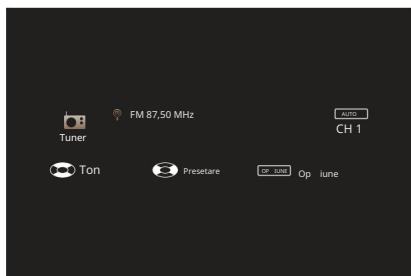 FM 87,50 MHz
AUTO
CH 1
Tuner
Ton
Presetare
OP IUNE
Op iune